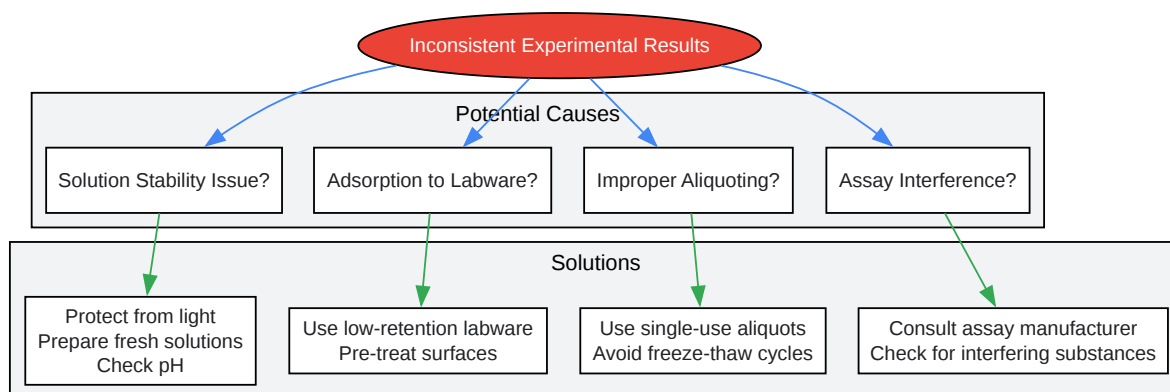 Inconsistent Experimental Results
Potential Causes
Solution Stability Issue?
Adsorption to Labware?
Improper Aliquoting?
Assay Interference?
Solutions
Protect from light
Prepare fresh solutions
Check pH
Use low-retention labware
Pre-treat surfaces
Use single-use aliquots
Avoid freeze-thaw cycles
Consult assay manufacturer
Check for interfering substances